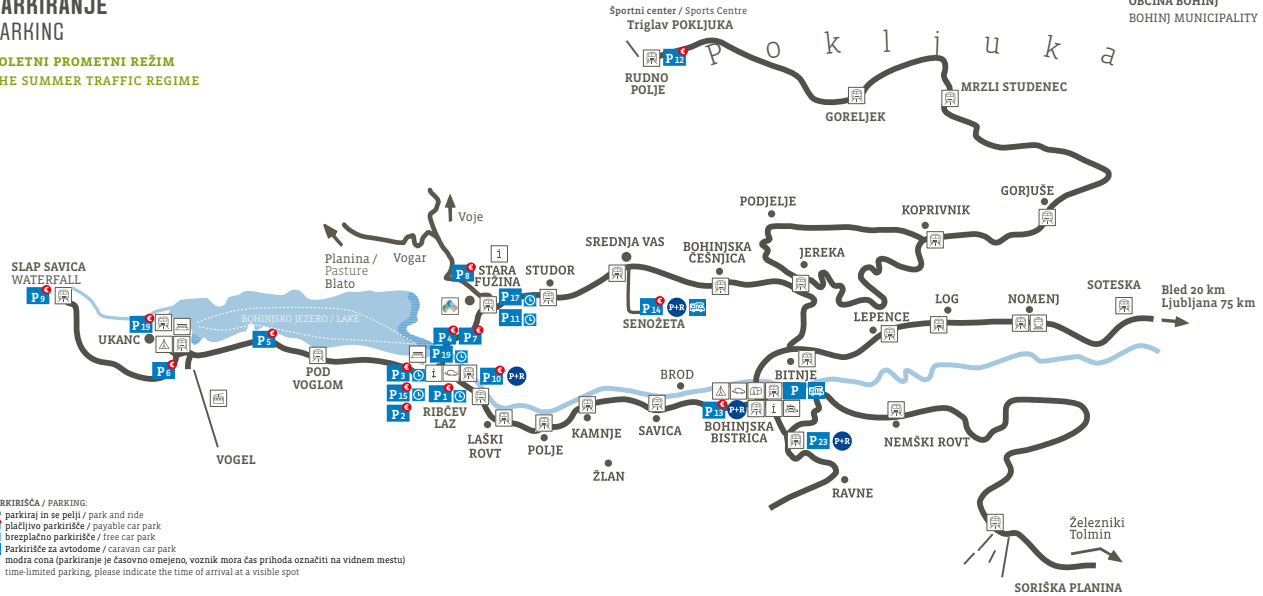 PARKIRANJE
PARKING
POLETNI PROMETNI REŽIM
THE SUMMER TRAFFIC REGIME
Športni center / Sports Centre
Triglav POKLJUKA
OBČINA BOHINJ
BOHINJ MUNICIPALITY
Pokljuka
P12 €
RUDNO
POLJE
GORELJEK
MRZLI STUDENEC
GORJUŠE
KOPRIVNIK
PODJELJE
JEREKA
BOHINJSKA
ČEŠNJICA
SREDNJA VAS
STUDOR
i
STARA
FUŽINA
P8 €
P17
P11
Voje
Vogar
Planina /
Pasture
Blato
P14 €
P+R
SENOŽETA
SLAP SAVICA
WATERFALL
P9 €
P19 €
UKANC
P6 €
P5 €
BOHINJSKO JEZERO / LAKE
POD
VOGLOM
VOGEL
P4 €
P7 €
P19
P3 €
i
P10 €
P+R
P15 €
P1 €
P2 €
RIBČEV
LAZ
LAŠKI
ROVT
POLJE
KAMNJE
SAVICA
BROD
ŽLAN
P13 €
P+R
i
P
BOHINJSKA
BISTRICA
BITNJE
LEPENCE
LOG
NOMENJ
SOTESKA
Bled 20 km
Ljubljana 75 km
P23
P+R
RAVNE
NEMŠKI ROVT
Železniki
Tolmin
SORIŠKA PLANINA
PARKIRIŠČA / PARKING:
parkiraj in se pelji / park and ride
plačljivo parkirišče / payable car park
brezplačno parkirišče / free car park
Parkirišče za avtodome / caravan car park
modra cona (parkiranje je časovno omejeno, voznik mora čas prihoda označiti na vidnem mestu)
time-limited parking, please indicate the time of arrival at a visible spot